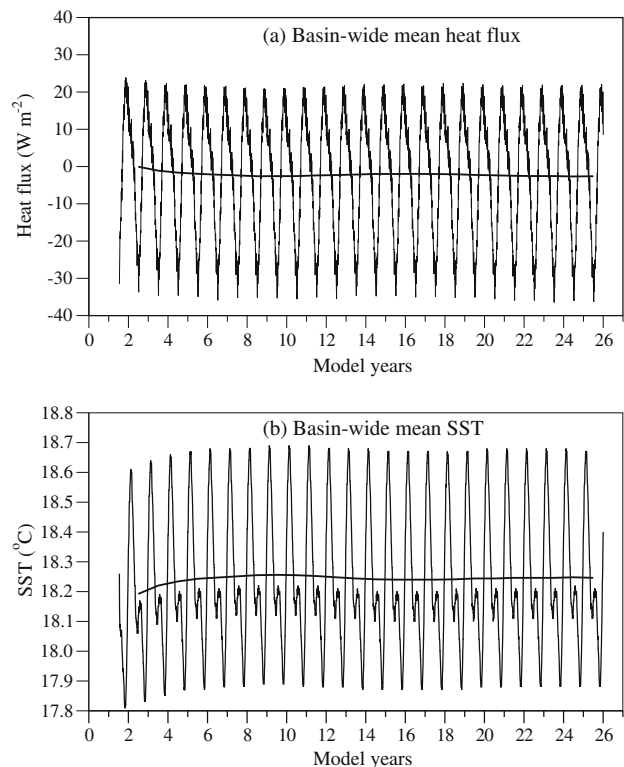 (a) Basin-wide mean heat flux
Heat flux (W m⁻²)
40
30
20
10
0
-10
-20
-30
-40
0 2 4 6 8 10 12 14 16 18 20 22 24 26
Model years
(b) Basin-wide mean SST
SST (°C)
18.8
18.7
18.6
18.5
18.4
18.3
18.2
18.1
18.0
17.9
17.8
0 2 4 6 8 10 12 14 16 18 20 22 24 26
Model years